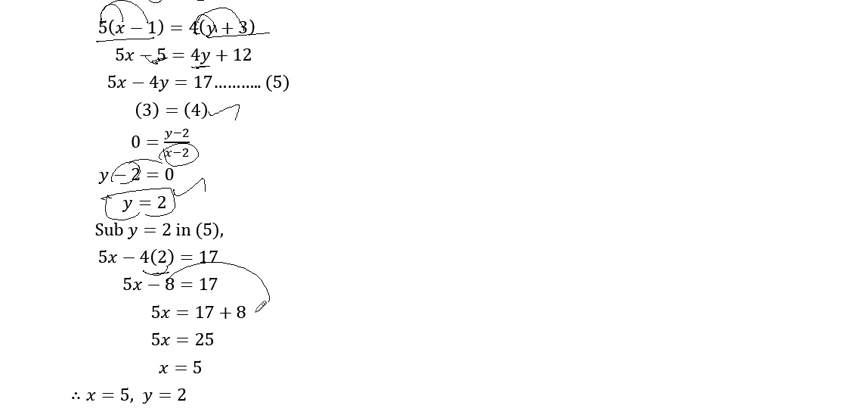 5(x − 1) = 4(y + 3)
5x − 5 = 4y + 12
5x − 4y = 17……….. (5)
(3) = (4)
0 = \frac{y−2}{x−2}
y − 2 = 0
y = 2
Sub y = 2 in (5),
5x − 4(2) = 17
5x − 8 = 17
5x = 17 + 8
5x = 25
x = 5
∴ x = 5, y = 2